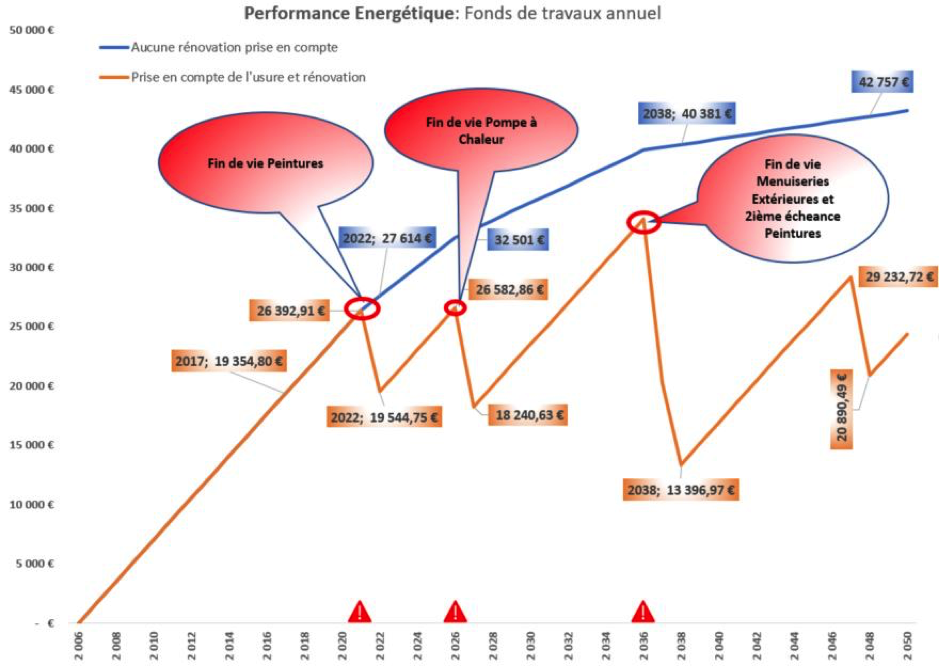 Performance Energétique: Fonds de travaux annuel
50 000 €
45 000 €
40 000 €
35 000 €
30 000 €
25 000 €
20 000 €
15 000 €
10 000 €
5 000 €
- €
Aucune rénovation prise en compte
Prise en compte de l'usure et rénovation
Fin de vie Peintures
Fin de vie Pompe à
Chaleur
Fin de vie
Menuiseries
Extérieures et
2ième écheance
Peintures
42 757 €
2038; 40 381 €
2022; 27 614 €
32 501 €
26 392,91 €
26 582,86 €
29 232,72 €
2017; 19 354,80 €
2022; 19 544,75 €
18 240,63 €
20 890,49 €
2038; 13 396,97 €
2 006
2 008
2 010
2 012
2 014
2 016
2 018
2 020
2 022
2 024
2 026
2 028
2 030
2 032
2 034
2 036
2 038
2 040
2 042
2 044
2 046
2 048
2 050